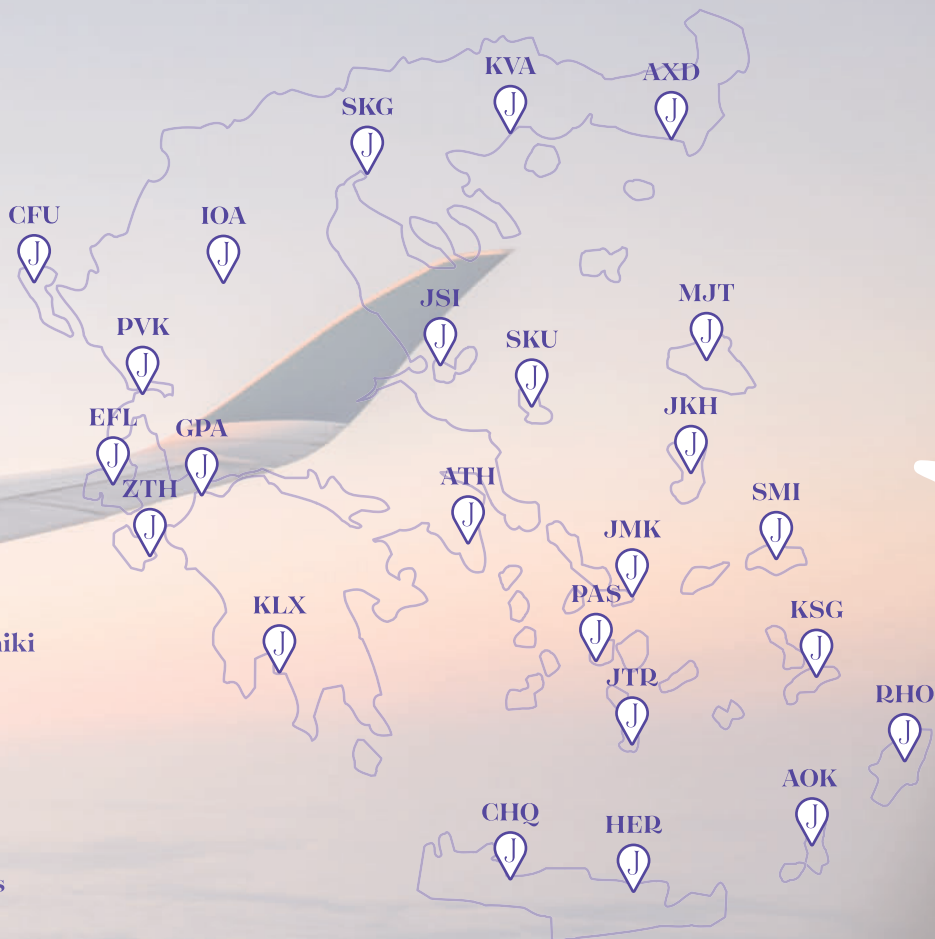 KVA
AXD
SKG
CFU
IOA
MJT
JSI
PVK
SKU
JKH
EFL
GPA
ATH
ZTH
SMI
JMK
PAS
KLX
KSG
iki
JTR
RHO
AOK
CHQ
HER
s